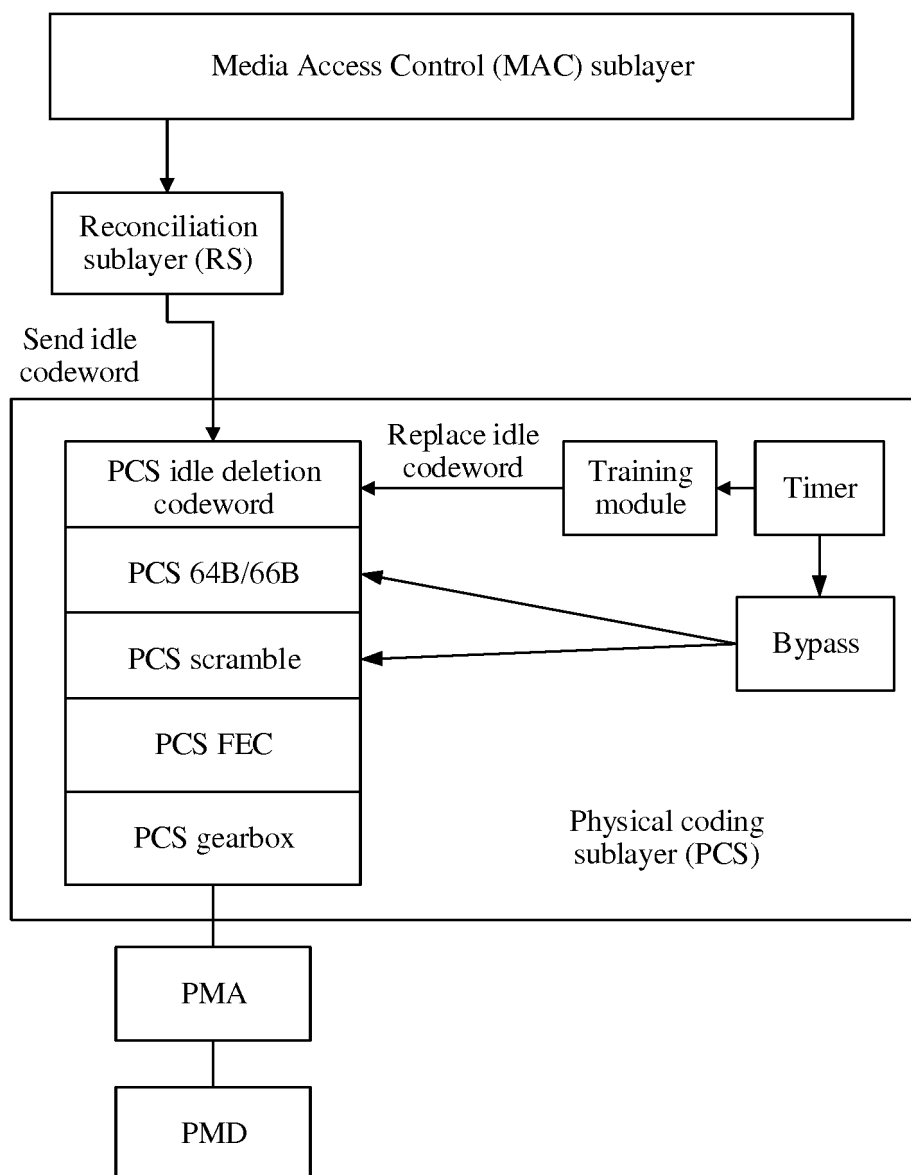 Media Access Control (MAC) sublayer
Reconciliation
sublayer (RS)
Send idle
codeword
PCS idle deletion
codeword
Replace idle
codeword
Training
module
Timer
PCS 64B/66B
PCS scramble
Bypass
PCS FEC
PCS gearbox
Physical coding
sublayer (PCS)
PMA
PMD